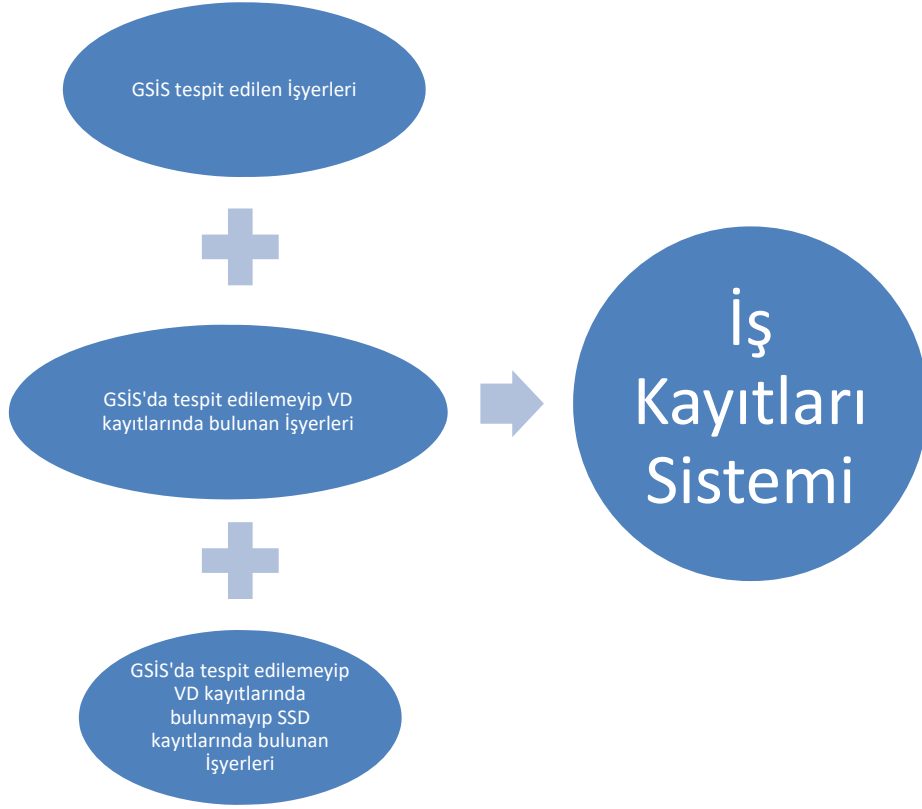 GSİS tespit edilen İşyerleri
GSİS'da tespit edilemeyip VD
kayıtlarında bulunan İşyerleri
GSİS'da tespit edilemeyip
VD kayıtlarında
bulunmayıp SSD
kayıtlarında bulunan
İşyerleri
İş
Kayıtları
Sistemi